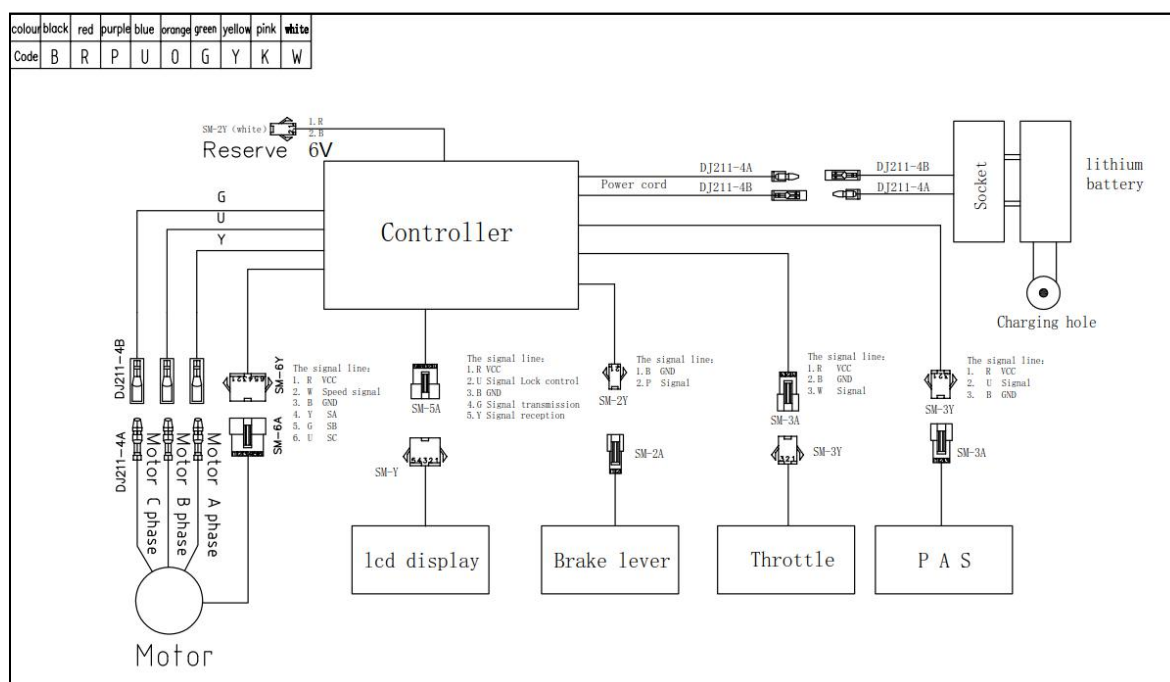 colour black red purple blue orange green yellow pink white
Code B R P U O G Y K W
SM-2Y (white) 2 1
1.R
2.B
Reserve 6V
G
U
Y
Controller
Power cord
DJ211-4A
DJ211-4B
DJ211-4B
DJ211-4A
Socket
lithium
battery
Charging hole
DJ211-4B
DJ211-4A
Motor C phase
Motor B phase
Motor A phase
Motor
654321
SM-6Y
SM-6A
The signal line:
1. R VCC
2. W Speed signal
3. B GND
4. Y SA
5. G SB
6. U SC
SM-5A
The signal line:
1.R VCC
2.U Signal Lock control
3.B GND
4.G Signal transmission
5.Y Signal reception
SM-Y
54321
lcd display
SM-2Y
The signal line:
1.B GND
2.P Signal
SM-2A
Brake lever
The signal line:
1.R VCC
2.B GND
3.W Signal
SM-3A
SM-3Y
321
Throttle
The signal line:
1. R VCC
2. U Signal
3. B GND
SM-3Y
SM-3A
P A S